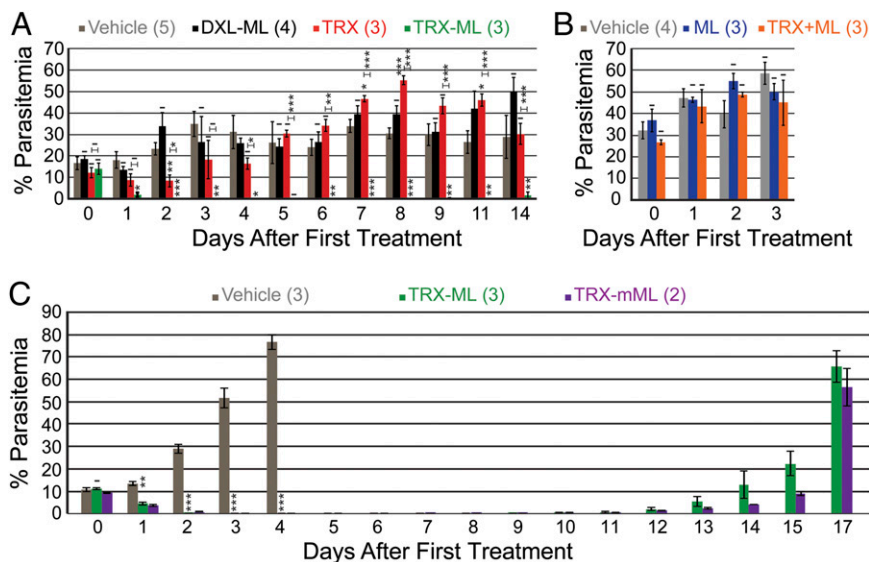 A
Vehicle (5) DXL-ML (4) TRX (3) TRX-ML (3)
% Parasitemia
70
60
50
40
30
20
10
0
0 1 2 3 4 5 6 7 8 9 11 14
Days After First Treatment
B
Vehicle (4) ML (3) TRX+ML (3)
% Parasitemia
70
60
50
40
30
20
10
0
0 1 2 3
Days After First Treatment
C
Vehicle (3) TRX-ML (3) TRX-mML (2)
% Parasitemia
90
80
70
60
50
40
30
20
10
0
0 1 2 3 4 5 6 7 8 9 10 11 12 13 14 15 17
Days After First Treatment